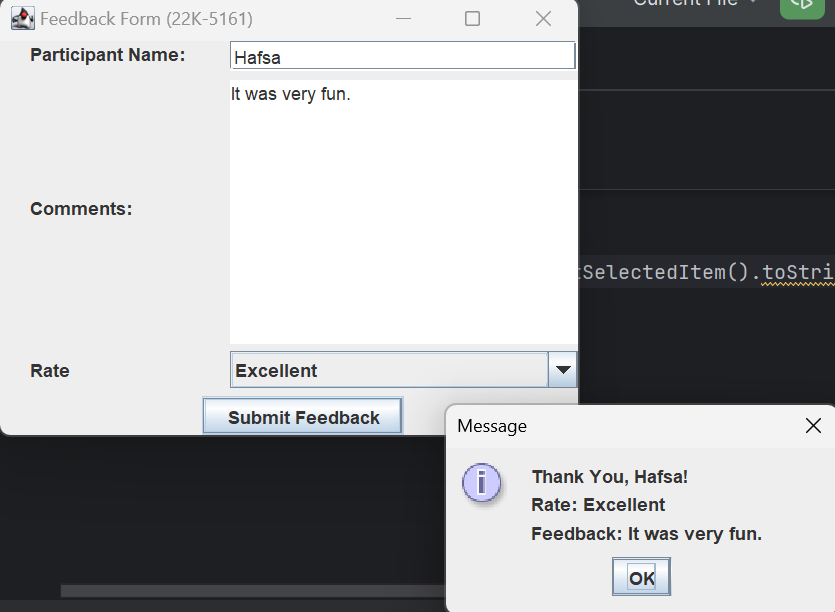 Feedback Form (22K-5161)
Current File
Participant Name:
Hafsa
It was very fun.
Comments:
SelectedItem().toStri
Rate
Excellent
Submit Feedback
Message
Thank You, Hafsa!
Rate: Excellent
Feedback: It was very fun.
OK